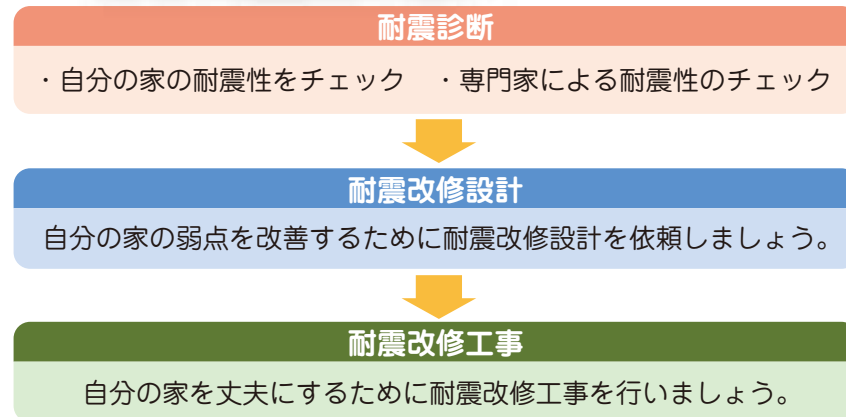 耐震診断
・自分の家の耐震性をチェック　・専門家による耐震性のチェック
耐震改修設計
自分の家の弱点を改善するために耐震改修設計を依頼しましょう。
耐震改修工事
自分の家を丈夫にするために耐震改修工事を行いましょう。